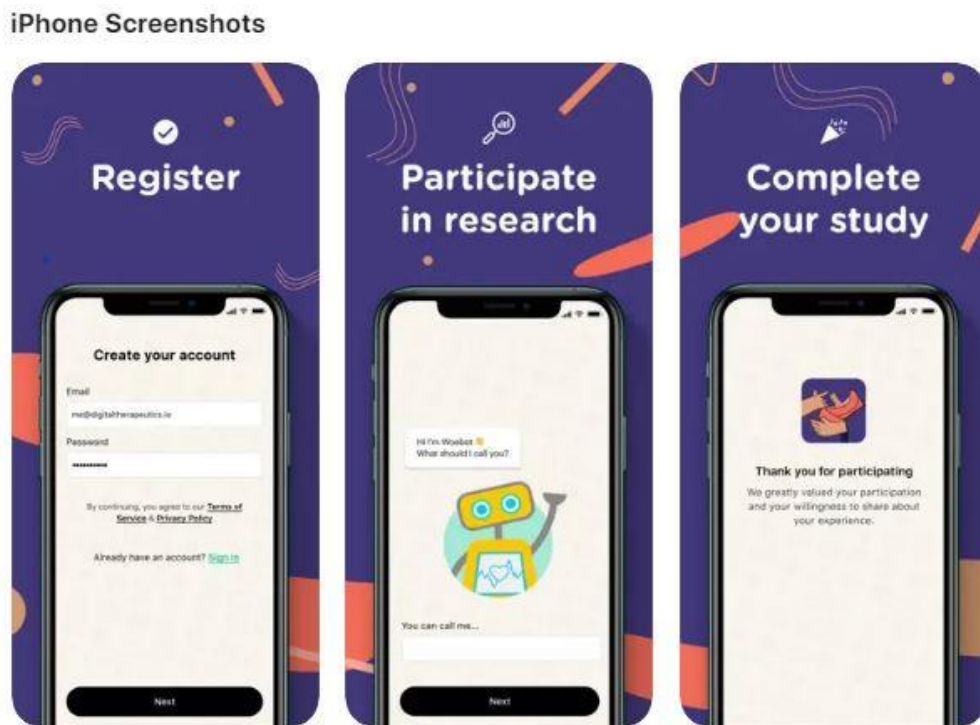 iPhone Screenshots
Register
Create your account
Email
me@digitaltherapeutics.io
Password
By continuing, you agree to our Terms of
Service & Privacy Policy
Already have an account? Sign in
Next
Participate
in research
Hi I'm Woebot 👋
What should I call you?
You can call me...
Next
Complete
your study
Thank you for participating
We greatly valued your participation
and your willingness to share about
your experience.